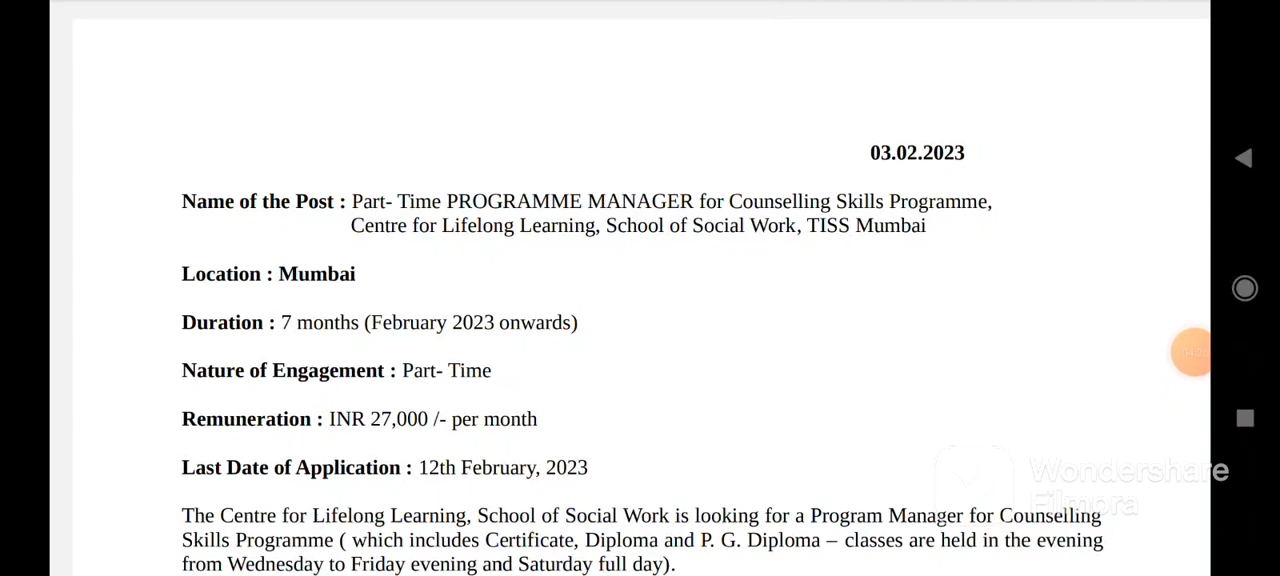 03.02.2023
Name of the Post : Part- Time PROGRAMME MANAGER for Counselling Skills Programme,
Centre for Lifelong Learning, School of Social Work, TISS Mumbai
Location : Mumbai
Duration : 7 months (February 2023 onwards)
Nature of Engagement : Part- Time
Remuneration : INR 27,000 /- per month
Last Date of Application : 12th February, 2023
Wondershare
Filmora
The Centre for Lifelong Learning, School of Social Work is looking for a Program Manager for Counselling
Skills Programme ( which includes Certificate, Diploma and P. G. Diploma – classes are held in the evening
from Wednesday to Friday evening and Saturday full day).